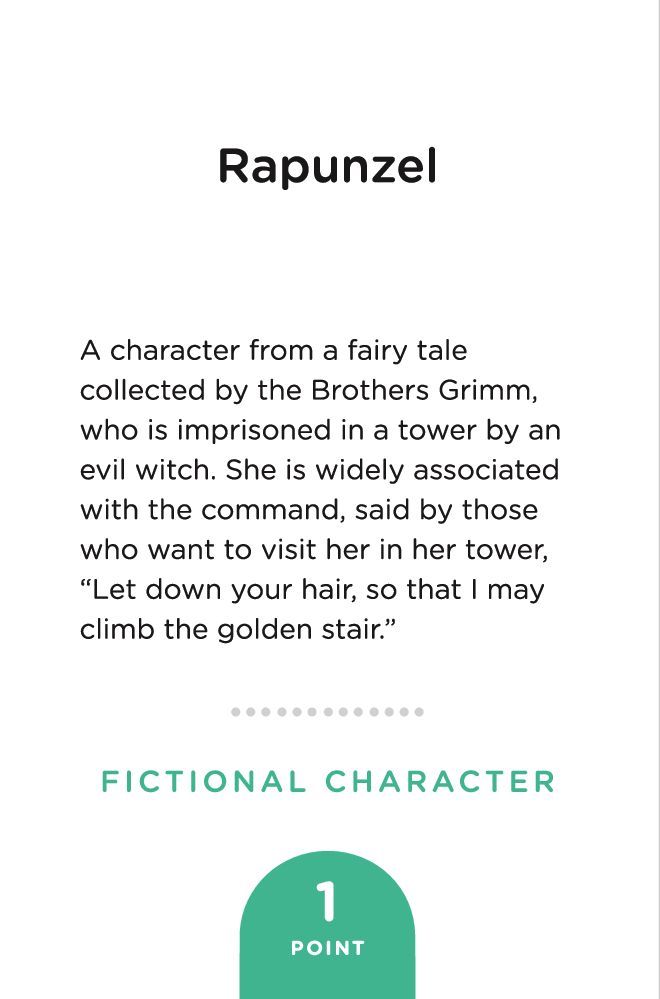 Rapunzel
A character from a fairy tale
collected by the Brothers Grimm,
who is imprisoned in a tower by an
evil witch. She is widely associated
with the command, said by those
who want to visit her in her tower,
“Let down your hair, so that I may
climb the golden stair.”
FICTIONAL CHARACTER
1
POINT